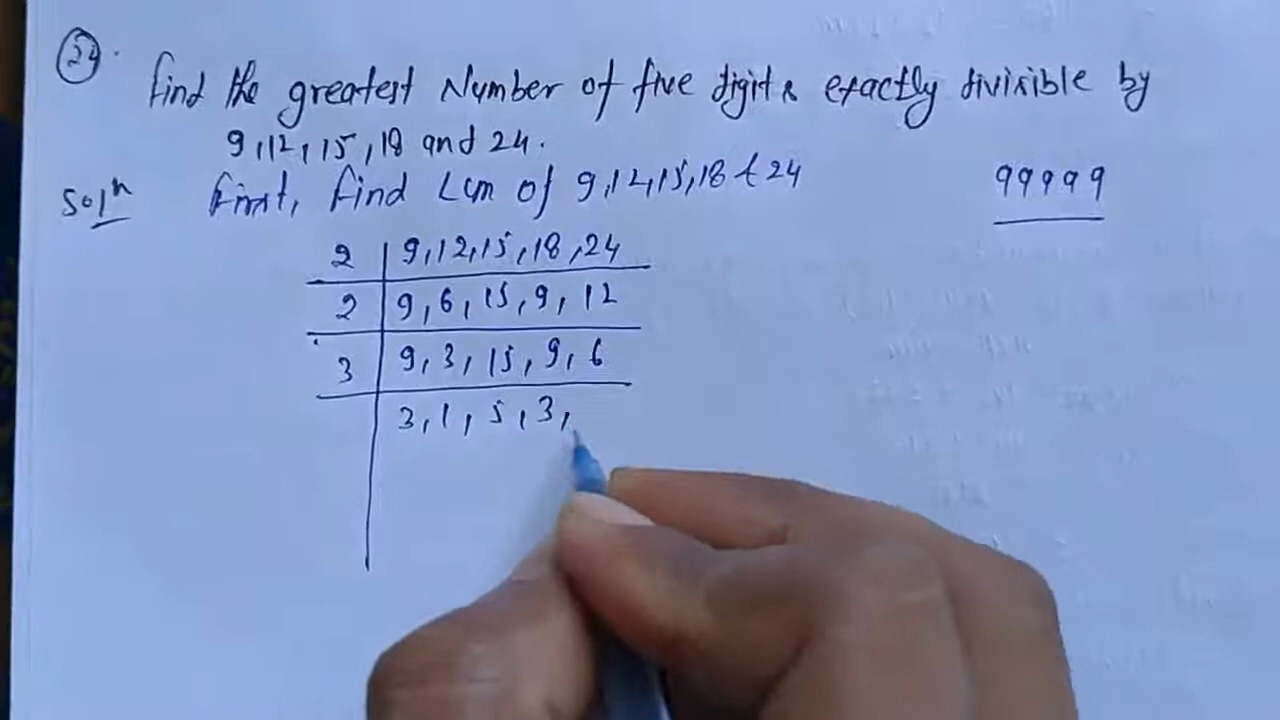 24.
Find the greatest Number of five digits exactly divisible by
9,12,15,18 and 24.
Solⁿ First, Find Lcm of 9,12,15,18 & 24
99999
2 | 9,12,15,18,24
2 | 9,6,15,9,12
3 | 9,3,15,9,6
3,1,5,3,